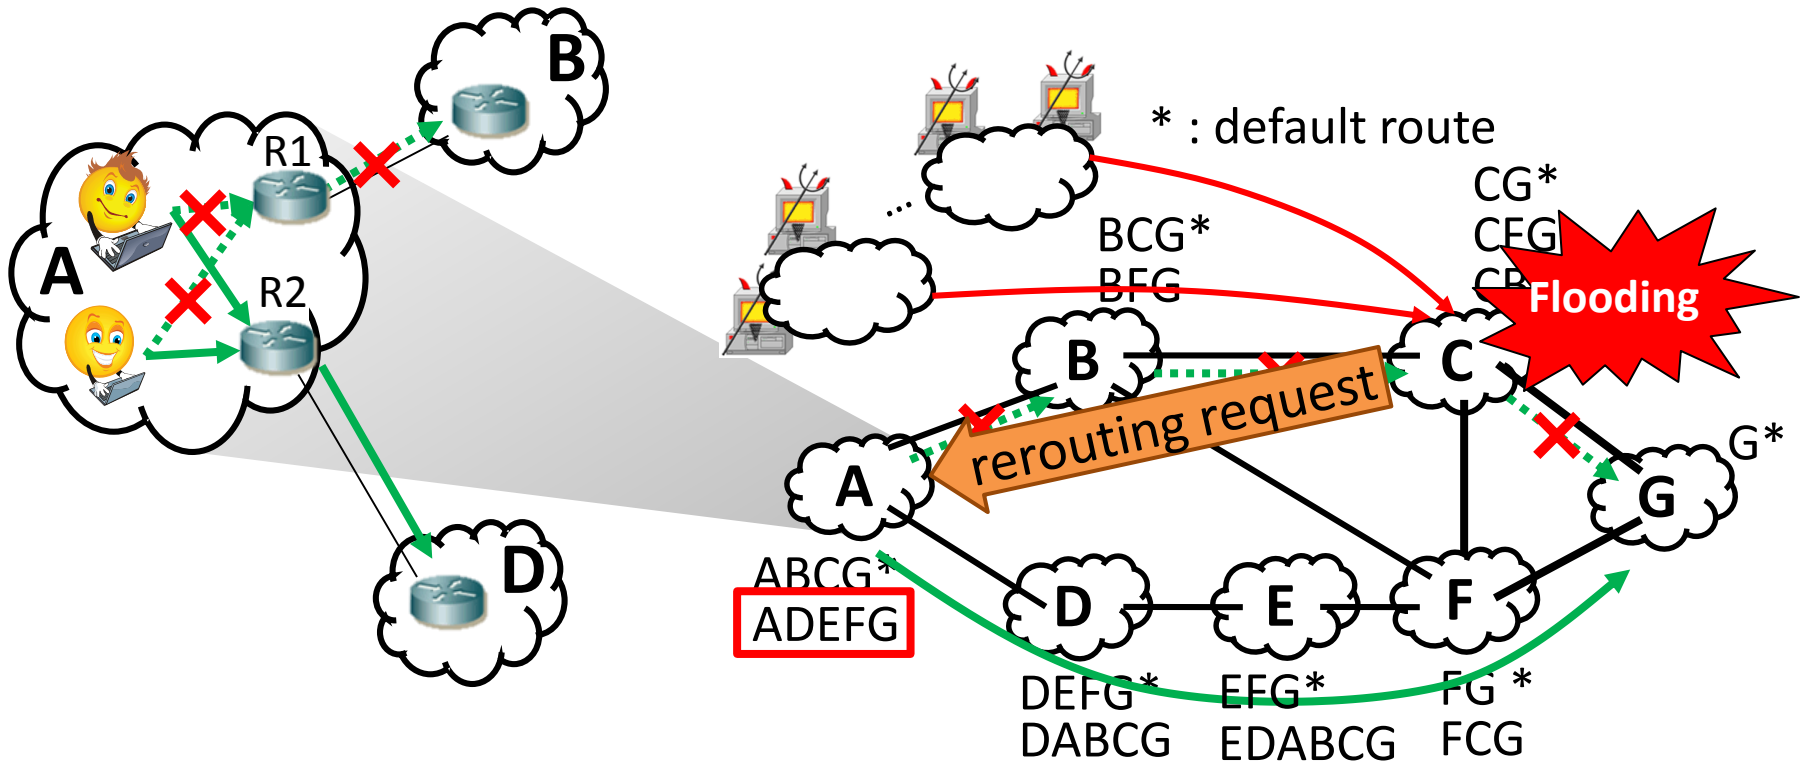 B
R1
A
R2
D
...
* : default route
CG*
CFG
BCG*
BFG
Flooding
B
C
rerouting request
G*
A
G
ABCG*
ADEFG
D
E
F
DEFG*
DABCG
EFG*
EDABCG
FG *
FCG